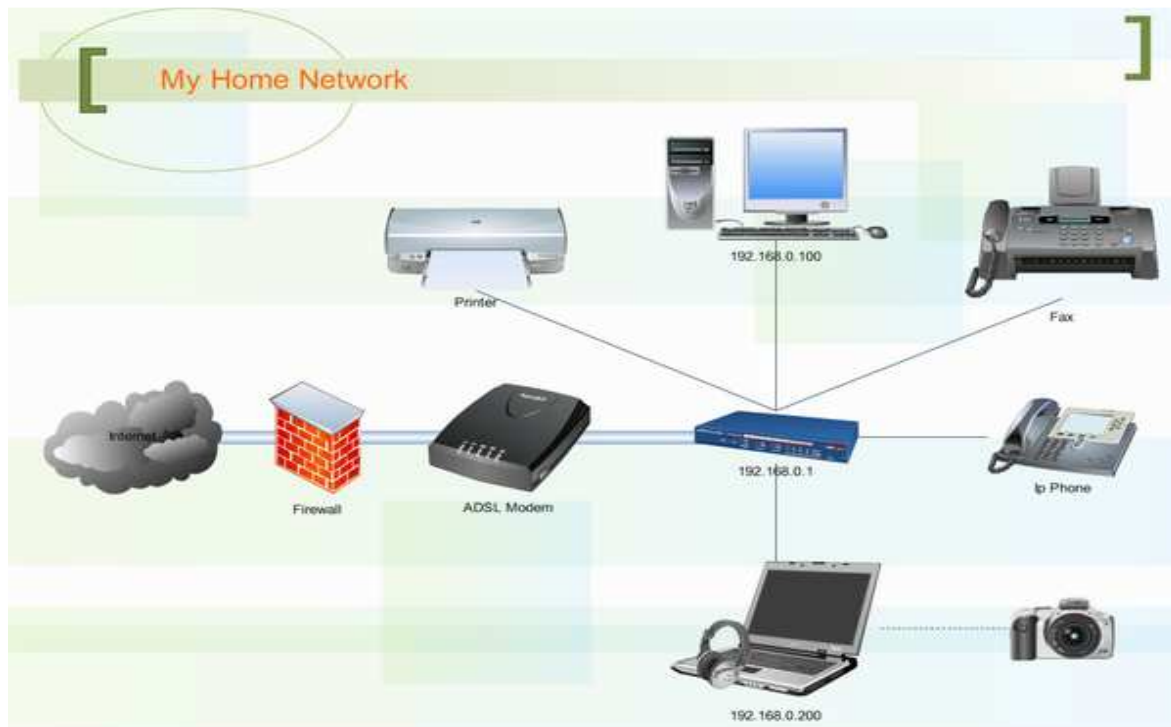 My Home Network
192.168.0.100
Printer
Fax
Internet
192.168.0.1
Ip Phone
Firewall
ADSL Modem
192.168.0.200